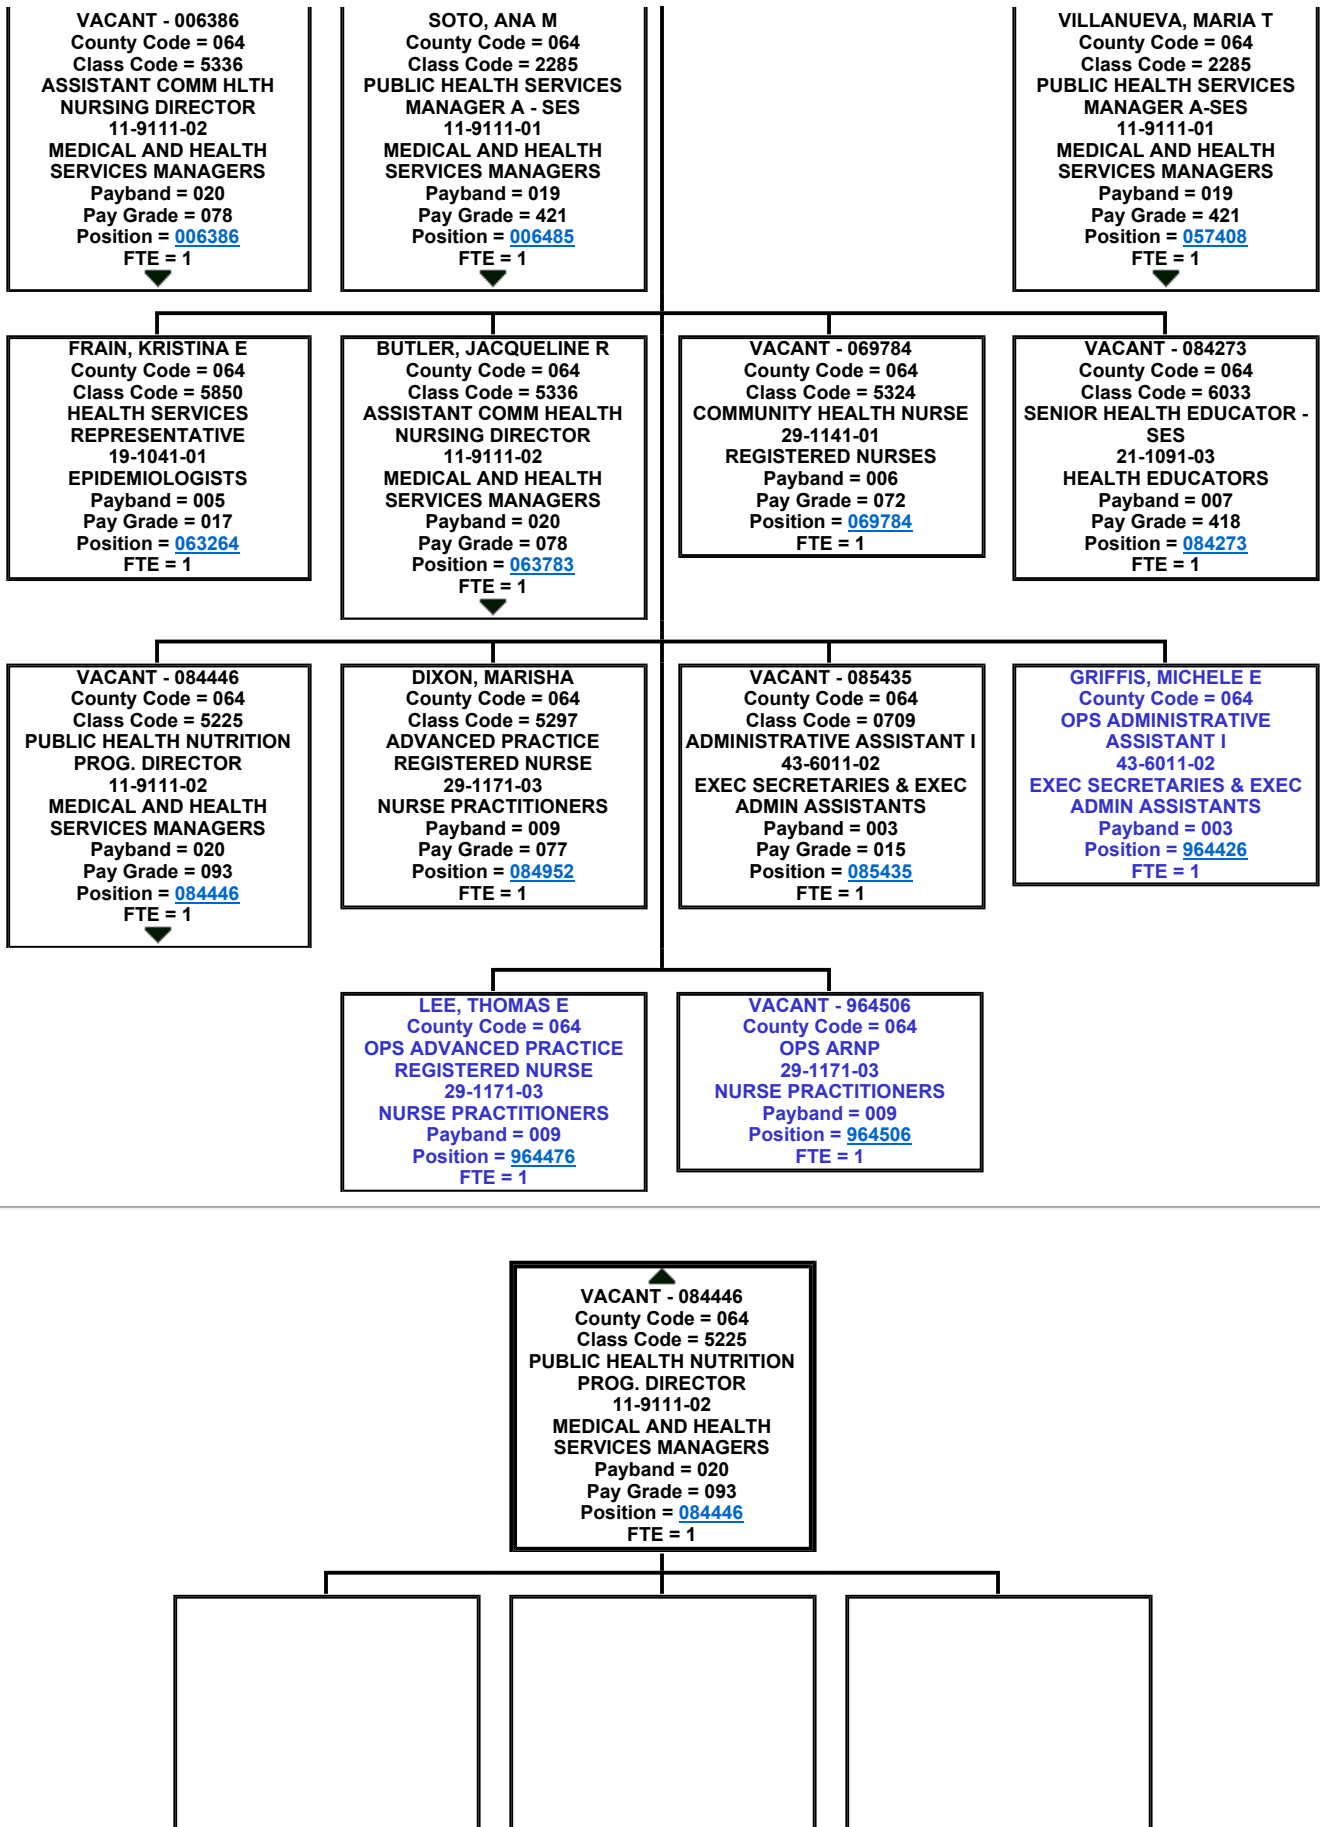 VACANT - 006386
County Code = 064
Class Code = 5336
ASSISTANT COMM HLTH
NURSING DIRECTOR
11-9111-02
MEDICAL AND HEALTH
SERVICES MANAGERS
Payband = 020
Pay Grade = 078
Position = 006386
FTE = 1
SOTO, ANA M
County Code = 064
Class Code = 2285
PUBLIC HEALTH SERVICES
MANAGER A - SES
11-9111-01
MEDICAL AND HEALTH
SERVICES MANAGERS
Payband = 019
Pay Grade = 421
Position = 006485
FTE = 1
VILLANUEVA, MARIA T
County Code = 064
Class Code = 2285
PUBLIC HEALTH SERVICES
MANAGER A-SES
11-9111-01
MEDICAL AND HEALTH
SERVICES MANAGERS
Payband = 019
Pay Grade = 421
Position = 057408
FTE = 1
FRAIN, KRISTINA E
County Code = 064
Class Code = 5850
HEALTH SERVICES
REPRESENTATIVE
19-1041-01
EPIDEMIOLOGISTS
Payband = 005
Pay Grade = 017
Position = 063264
FTE = 1
BUTLER, JACQUELINE R
County Code = 064
Class Code = 5336
ASSISTANT COMM HEALTH
NURSING DIRECTOR
11-9111-02
MEDICAL AND HEALTH
SERVICES MANAGERS
Payband = 020
Pay Grade = 078
Position = 063783
FTE = 1
VACANT - 069784
County Code = 064
Class Code = 5324
COMMUNITY HEALTH NURSE
29-1141-01
REGISTERED NURSES
Payband = 006
Pay Grade = 072
Position = 069784
FTE = 1
VACANT - 084273
County Code = 064
Class Code = 6033
SENIOR HEALTH EDUCATOR -
SES
21-1091-03
HEALTH EDUCATORS
Payband = 007
Pay Grade = 418
Position = 084273
FTE = 1
VACANT - 084446
County Code = 064
Class Code = 5225
PUBLIC HEALTH NUTRITION
PROG. DIRECTOR
11-9111-02
MEDICAL AND HEALTH
SERVICES MANAGERS
Payband = 020
Pay Grade = 093
Position = 084446
FTE = 1
DIXON, MARISHA
County Code = 064
Class Code = 5297
ADVANCED PRACTICE
REGISTERED NURSE
29-1171-03
NURSE PRACTITIONERS
Payband = 009
Pay Grade = 077
Position = 084952
FTE = 1
VACANT - 085435
County Code = 064
Class Code = 0709
ADMINISTRATIVE ASSISTANT I
43-6011-02
EXEC SECRETARIES & EXEC
ADMIN ASSISTANTS
Payband = 003
Pay Grade = 015
Position = 085435
FTE = 1
GRIFFIS, MICHELE E
County Code = 064
OPS ADMINISTRATIVE
ASSISTANT I
43-6011-02
EXEC SECRETARIES & EXEC
ADMIN ASSISTANTS
Payband = 003
Position = 964426
FTE = 1
LEE, THOMAS E
County Code = 064
OPS ADVANCED PRACTICE
REGISTERED NURSE
29-1171-03
NURSE PRACTITIONERS
Payband = 009
Position = 964476
FTE = 1
VACANT - 964506
County Code = 064
OPS ARNP
29-1171-03
NURSE PRACTITIONERS
Payband = 009
Position = 964506
FTE = 1
VACANT - 084446
County Code = 064
Class Code = 5225
PUBLIC HEALTH NUTRITION
PROG. DIRECTOR
11-9111-02
MEDICAL AND HEALTH
SERVICES MANAGERS
Payband = 020
Pay Grade = 093
Position = 084446
FTE = 1